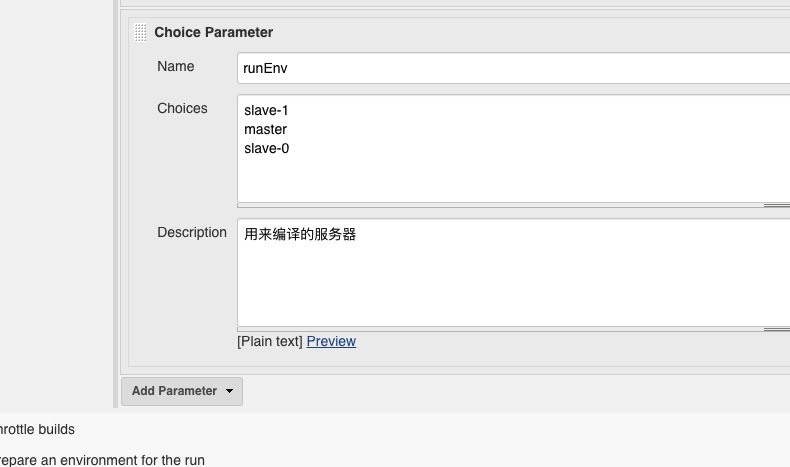 Choice Parameter
Name
runEnv
Choices
slave-1
master
slave-0
Description
用来编译的服务器
[Plain text] Preview
Add Parameter
hrottle builds
repare an environment for the run